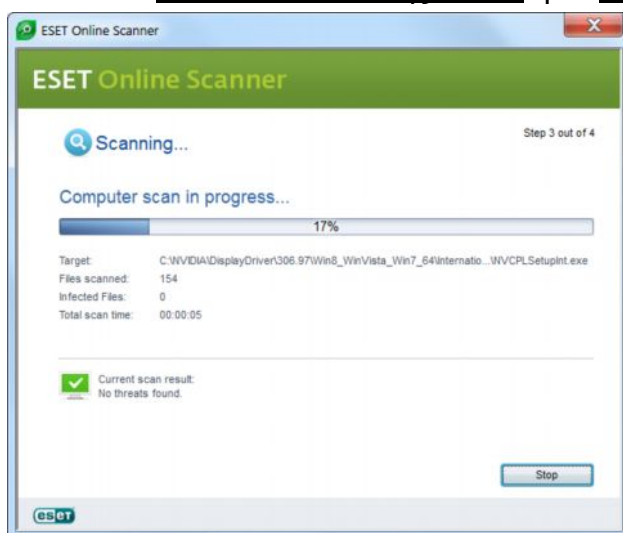 ESET Online Scanner
ESET Online Scanner
Scanning...
Step 3 out of 4
Computer scan in progress...
17%
Target: C:\NVIDIA\DisplayDriver\306.97\Win8_WinVista_Win7_64\Internatio...\NVCPLSetupInt.exe
Files scanned: 154
Infected Files: 0
Total scan time: 00:00:05
Current scan result:
No threats found.
Stop
eseT